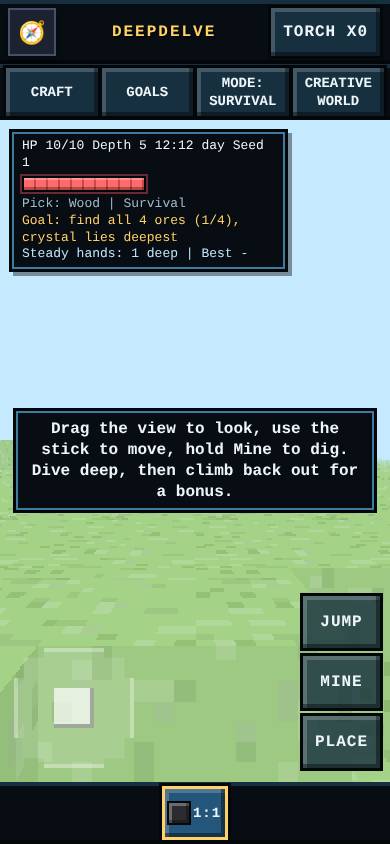 DEEPDELVE
TORCH X0
CRAFT
GOALS
MODE:
SURVIVAL
CREATIVE
WORLD
HP 10/10 Depth 5 12:12 day Seed
1
Pick: Wood | Survival
Goal: find all 4 ores (1/4),
crystal lies deepest
Steady hands: 1 deep | Best -
Drag the view to look, use the
stick to move, hold Mine to dig.
Dive deep, then climb back out for
a bonus.
JUMP
MINE
PLACE
1:1